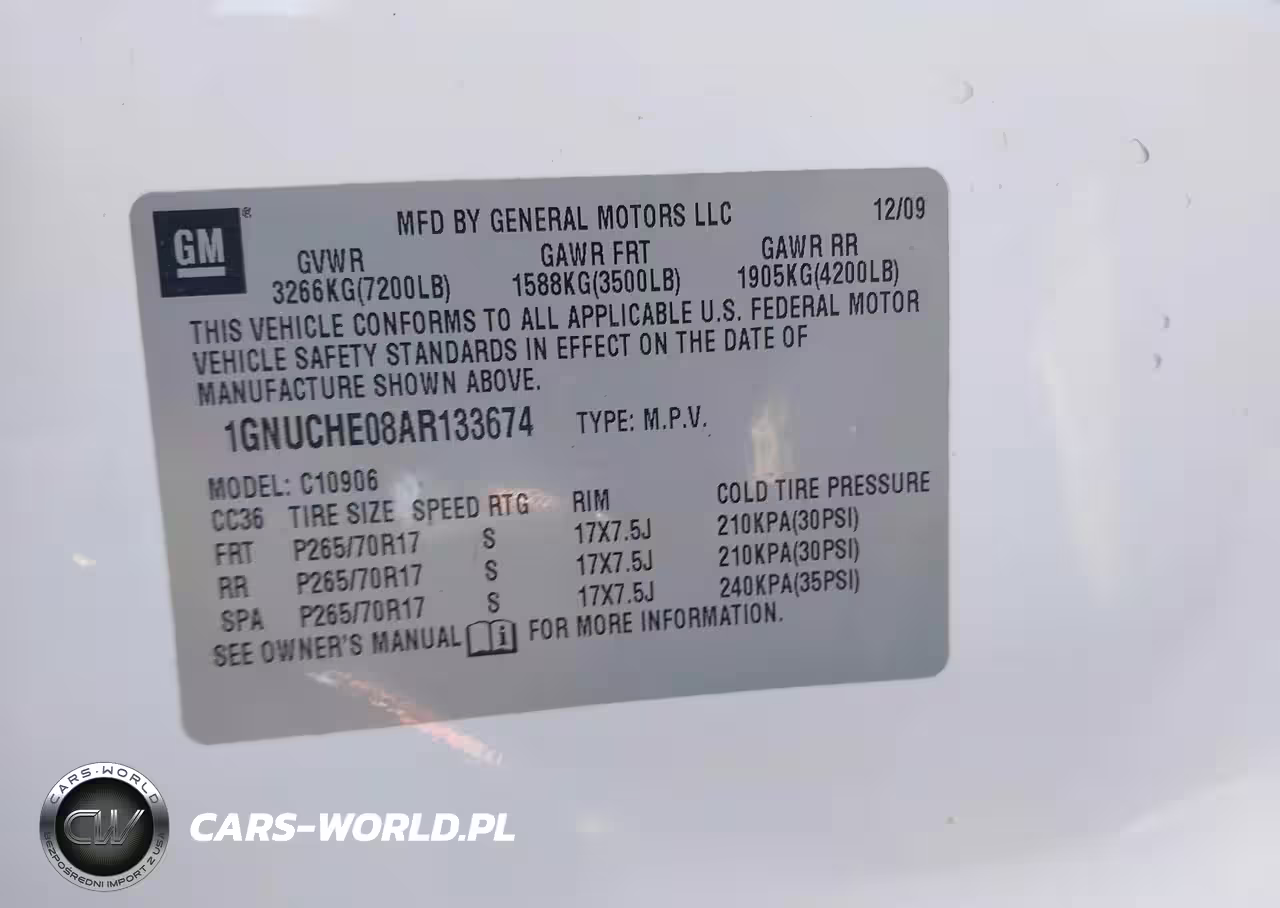 GM®
MFD BY GENERAL MOTORS LLC 12/09
GVWR GAWR FRT GAWR RR
3266KG(7200LB) 1588KG(3500LB) 1905KG(4200LB)
THIS VEHICLE CONFORMS TO ALL APPLICABLE U.S. FEDERAL MOTOR
VEHICLE SAFETY STANDARDS IN EFFECT ON THE DATE OF
MANUFACTURE SHOWN ABOVE.
1GNUCHE08AR133674 TYPE: M.P.V.
MODEL: C10906
CC36 TIRE SIZE SPEED RTG RIM COLD TIRE PRESSURE
FRT P265/70R17 S 17X7.5J 210KPA(30PSI)
RR P265/70R17 S 17X7.5J 210KPA(30PSI)
SPA P265/70R17 S 17X7.5J 240KPA(35PSI)
SEE OWNER'S MANUAL FOR MORE INFORMATION.
CARS-WORLD
CW
BEZPOŚREDNI IMPORT Z USA
CARS-WORLD.PL